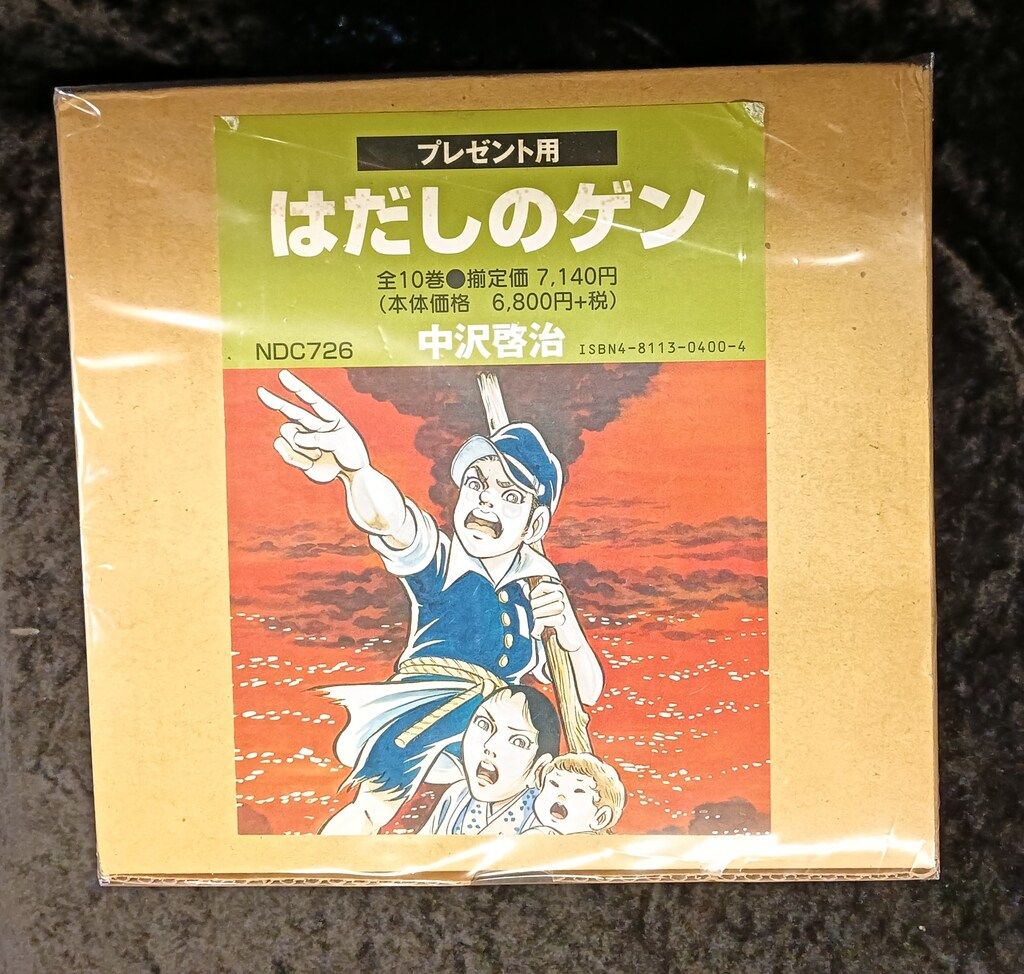 プレゼント用
はだしのゲン
全10巻●揃定価 7,140円
(本体価格 6,800円+税)
NDC726 中沢啓治 ISBN4-8113-0400-4